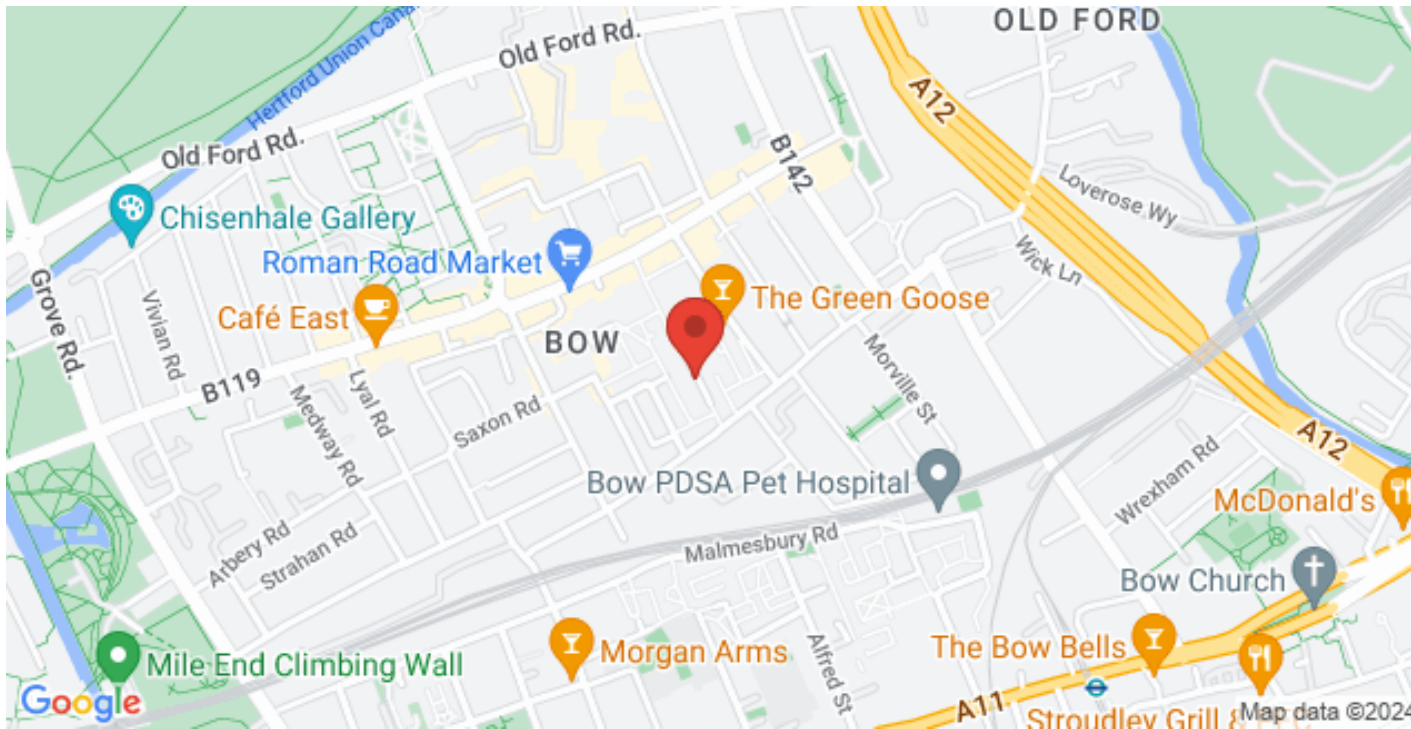 OLD FORD
Old Ford Rd.
Hertford Union Cana
A12
Old Ford Rd.
B142
Loverose Wy
Chisenhale Gallery
Roman Road Market
Wick Ln
Grove Rd.
Vivian Rd
Café East
The Green Goose
BOW
Morville St
B119
Lyal Rd
Medway Rd
Saxon Rd
A12
Bow PDSA Pet Hospital
Wrexham Rd
McDonald's
Arbery Rd
Strahan Rd
Malmesbury Rd
Bow Church
Mile End Climbing Wall
Morgan Arms
Alfred St
The Bow Bells
Google
A11
Stroudley Grill &
Map data ©2024